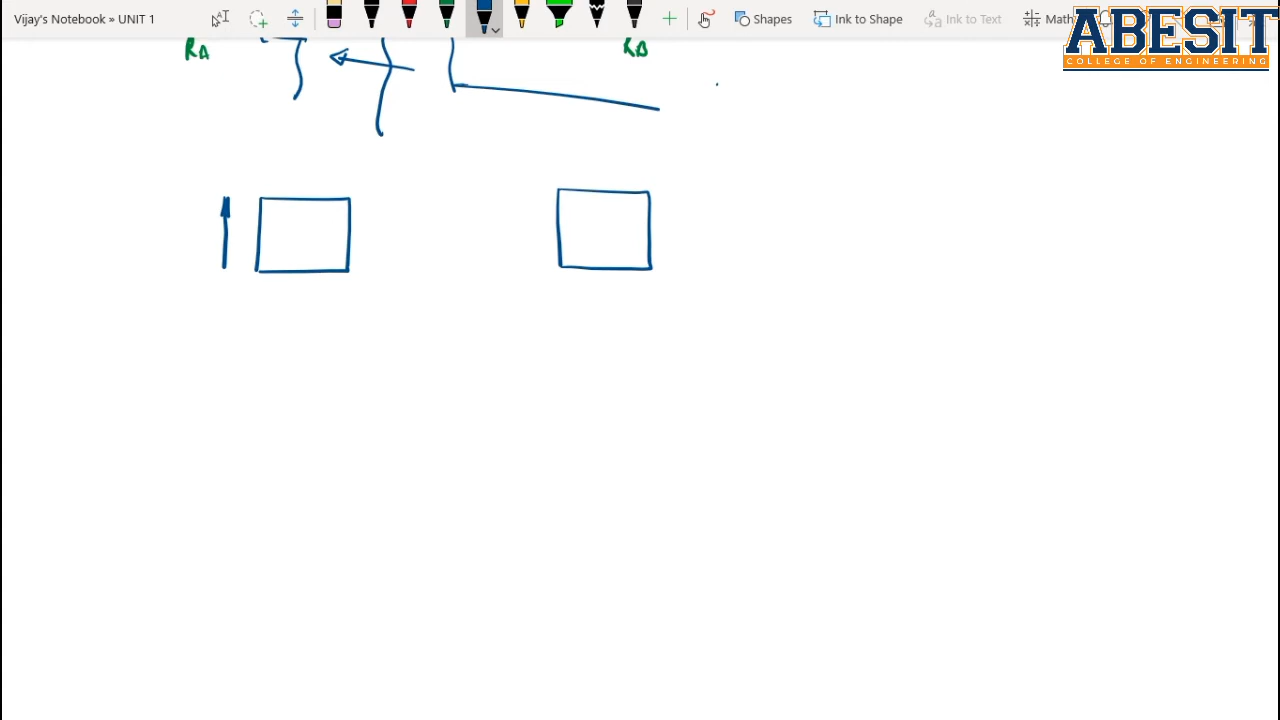 Vijay's Notebook » UNIT 1
Shapes
Ink to Shape
Ink to Text
Math
ABESIT
COLLEGE OF ENGINEERING
RA
RB